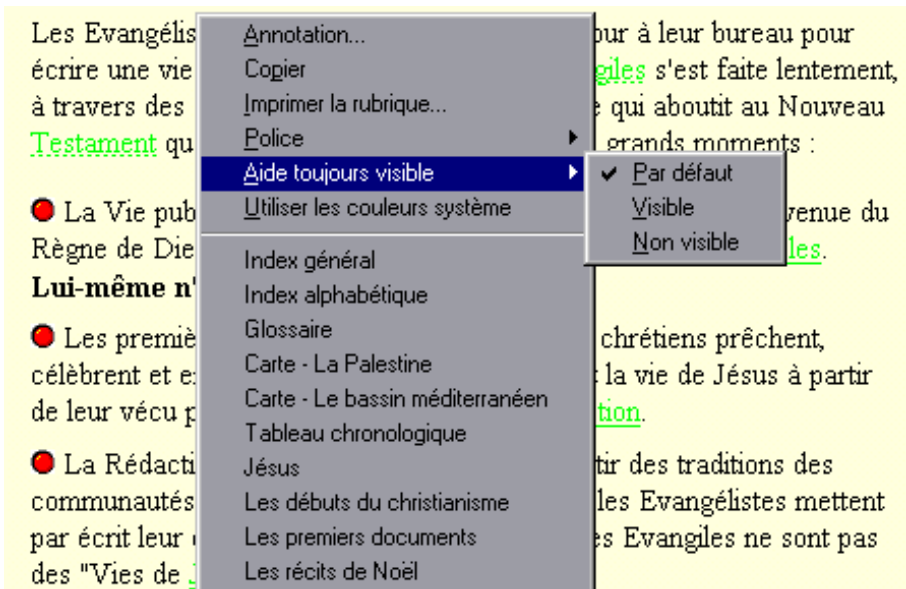 Les Evangélis
our à leur bureau pour
écrire une vie
giles s'est faite lentement,
à travers des
e qui aboutit au Nouveau
Testament qu
grands moments :
La Vie pub
venue du
Règne de Die
les.
Lui-même n'
Les premiè
chrétiens prêchent,
célèbrent et e
la vie de Jésus à partir
de leur vécu p
tion.
La Rédacti
tir des traditions des
communautés
les Evangélistes mettent
par écrit leur
es Evangiles ne sont pas
des "Vies de J
Annotation...
Copier
Imprimer la rubrique...
Police
Aide toujours visible
Utiliser les couleurs système
Index général
Index alphabétique
Glossaire
Carte - La Palestine
Carte - Le bassin méditerranéen
Tableau chronologique
Jésus
Les débuts du christianisme
Les premiers documents
Les récits de Noël
Par défaut
Visible
Non visible